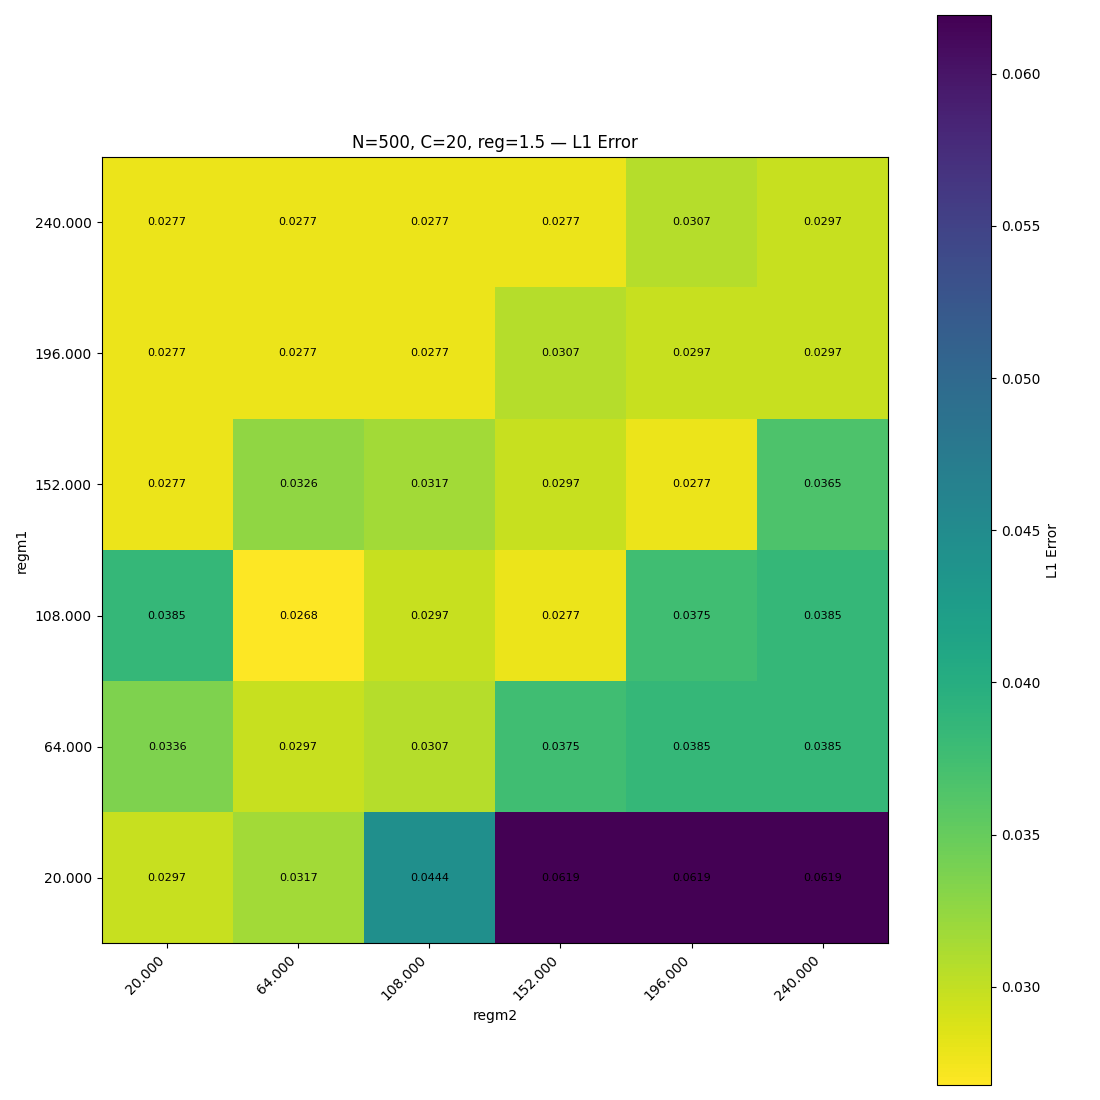 N=500, C=20, reg=1.5 — L1 Error
regm1
240.000 0.0277 0.0277 0.0277 0.0277 0.0307 0.0297
196.000 0.0277 0.0277 0.0277 0.0307 0.0297 0.0297
152.000 0.0277 0.0326 0.0317 0.0297 0.0277 0.0365
108.000 0.0385 0.0268 0.0297 0.0277 0.0375 0.0385
64.000 0.0336 0.0297 0.0307 0.0375 0.0385 0.0385
20.000 0.0297 0.0317 0.0444 0.0619 0.0619 0.0619
20.000 64.000 108.000 152.000 196.000 240.000
regm2
0.060
0.055
0.050
0.045
0.040
0.035
0.030
L1 Error